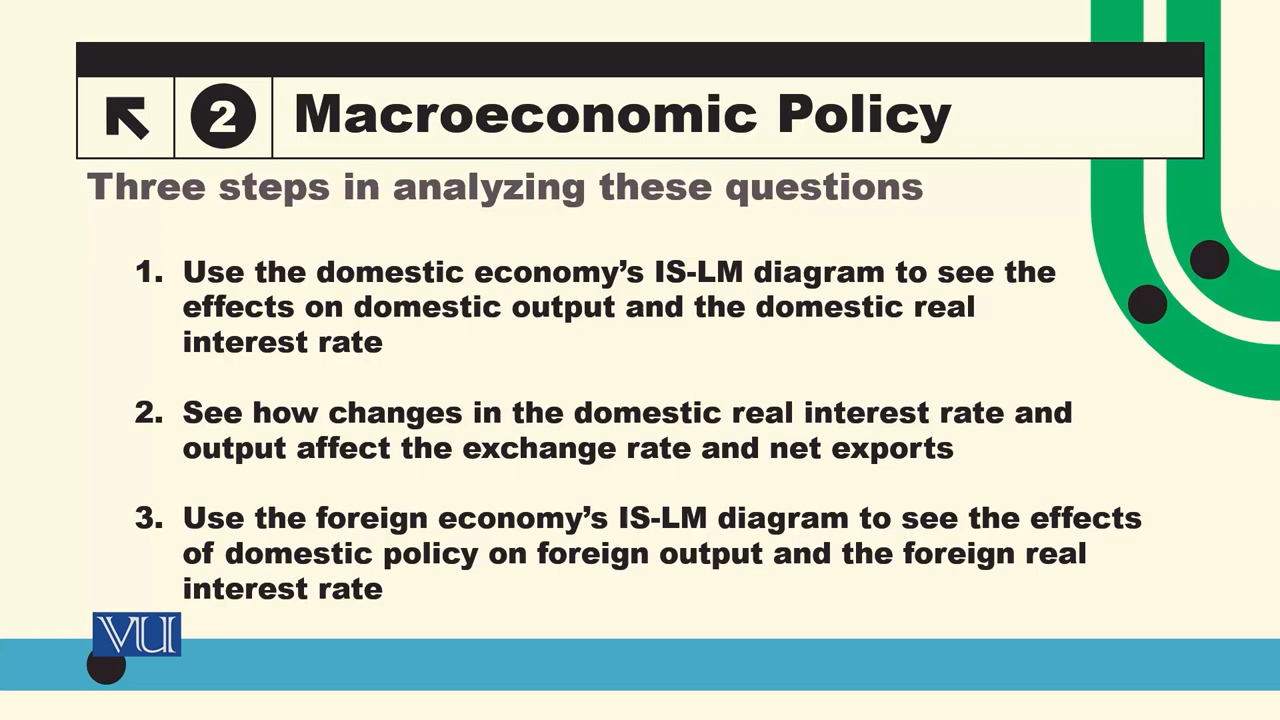 2 Macroeconomic Policy
Three steps in analyzing these questions
1. Use the domestic economy’s IS-LM diagram to see the
effects on domestic output and the domestic real
interest rate
2. See how changes in the domestic real interest rate and
output affect the exchange rate and net exports
3. Use the foreign economy’s IS-LM diagram to see the effects
of domestic policy on foreign output and the foreign real
interest rate
VU